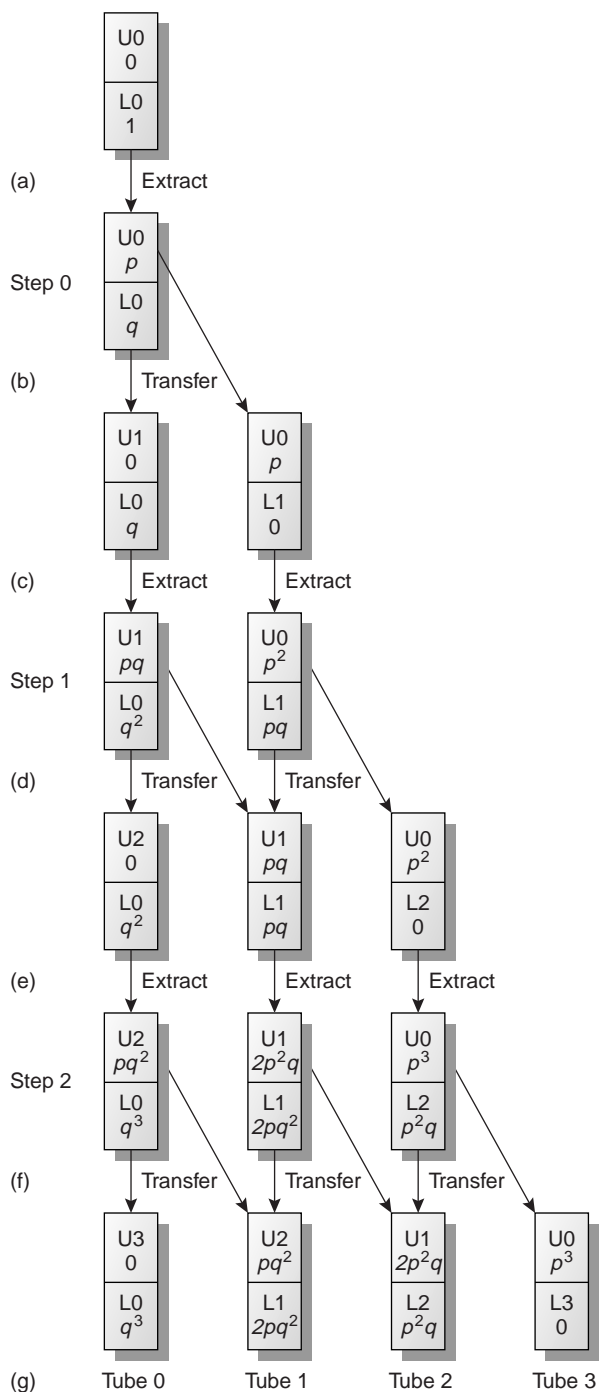 U0
0
L0
1
(a) Extract
U0
p
Step 0
L0
q
(b) Transfer
U1 U0
0 p
L0 L1
q 0
(c) Extract Extract
U1 U0
pq p²
Step 1
L0 L1
q² pq
(d) Transfer Transfer
U2 U1 U0
0 pq p²
L0 L1 L2
q² pq 0
(e) Extract Extract Extract
U2 U1 U0
pq² 2p²q p³
Step 2
L0 L1 L2
q³ 2pq² p²q
(f) Transfer Transfer Transfer
U3 U2 U1 U0
0 pq² 2p²q p³
L0 L1 L2 L3
q³ 2pq² p²q 0
(g) Tube 0 Tube 1 Tube 2 Tube 3